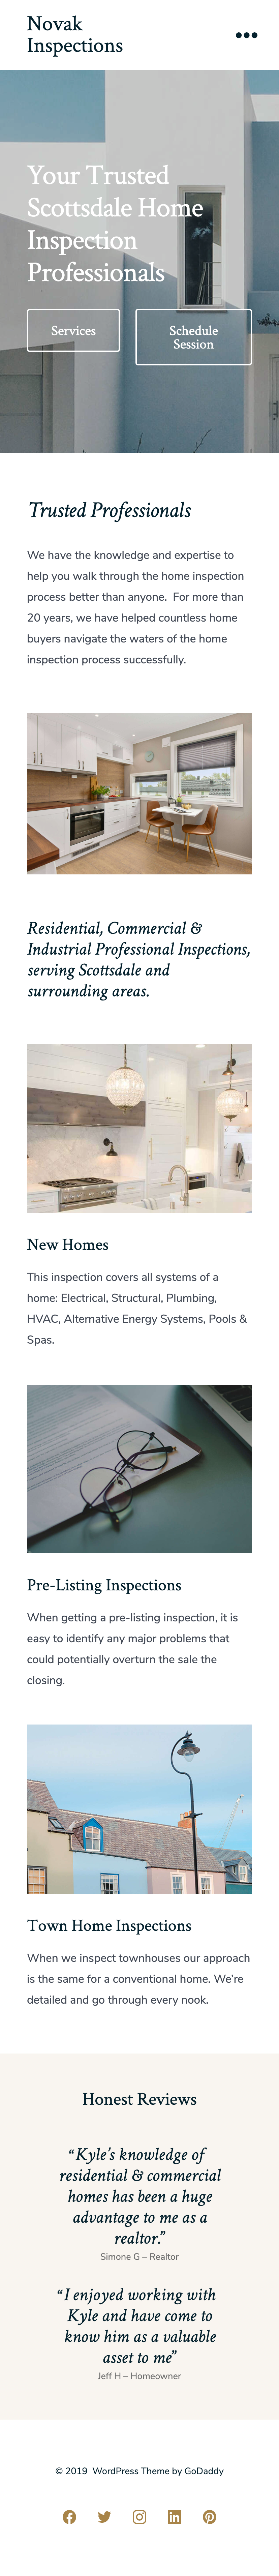 Novak
Inspections
Your Trusted
Scottsdale Home
Inspection
Professionals
Services
Schedule
Session
Trusted Professionals
We have the knowledge and expertise to
help you walk through the home inspection
process better than anyone.  For more than
20 years, we have helped countless home
buyers navigate the waters of the home
inspection process successfully.
Residential, Commercial &
Industrial Professional Inspections,
serving Scottsdale and
surrounding areas.
New Homes
This inspection covers all systems of a
home: Electrical, Structural, Plumbing,
HVAC, Alternative Energy Systems, Pools &
Spas.
Pre-Listing Inspections
When getting a pre-listing inspection, it is
easy to identify any major problems that
could potentially overturn the sale the
closing.
Town Home Inspections
When we inspect townhouses our approach
is the same for a conventional home. We’re
detailed and go through every nook.
Honest Reviews
“Kyle’s knowledge of
residential & commercial
homes has been a huge
advantage to me as a
realtor.”
Simone G – Realtor
“I enjoyed working with
Kyle and have come to
know him as a valuable
asset to me”
Jeff H – Homeowner
© 2019  WordPress Theme by GoDaddy